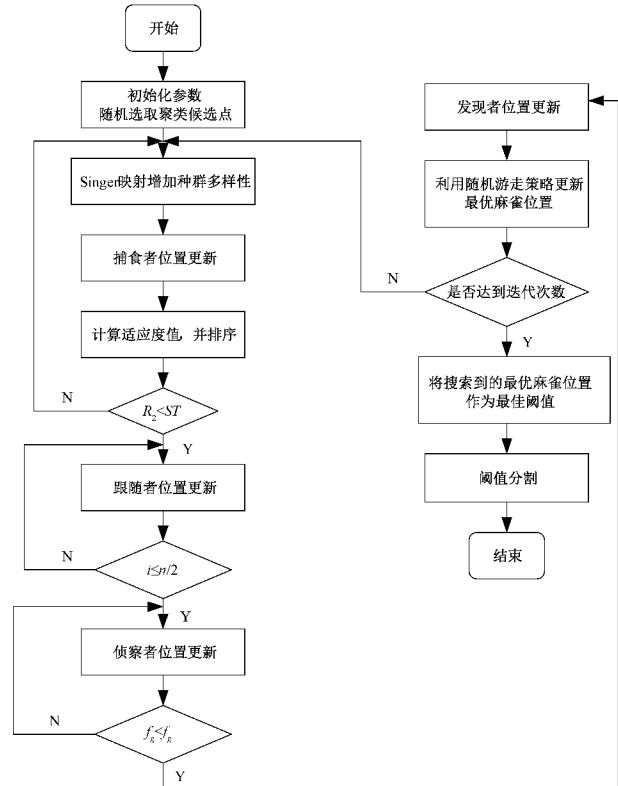 开始
初始化参数
随机选取聚类候选点
Singer映射增加种群多样性
捕食者位置更新
计算适应度值, 并排序
N
R₂<ST
Y
跟随者位置更新
N
i≤n/2
Y
侦察者位置更新
N
f_g<f_g
Y
发现者位置更新
利用随机游走策略更新
最优麻雀位置
N
是否达到迭代次数
Y
将搜索到的最优麻雀位置
作为最佳阈值
阈值分割
结束